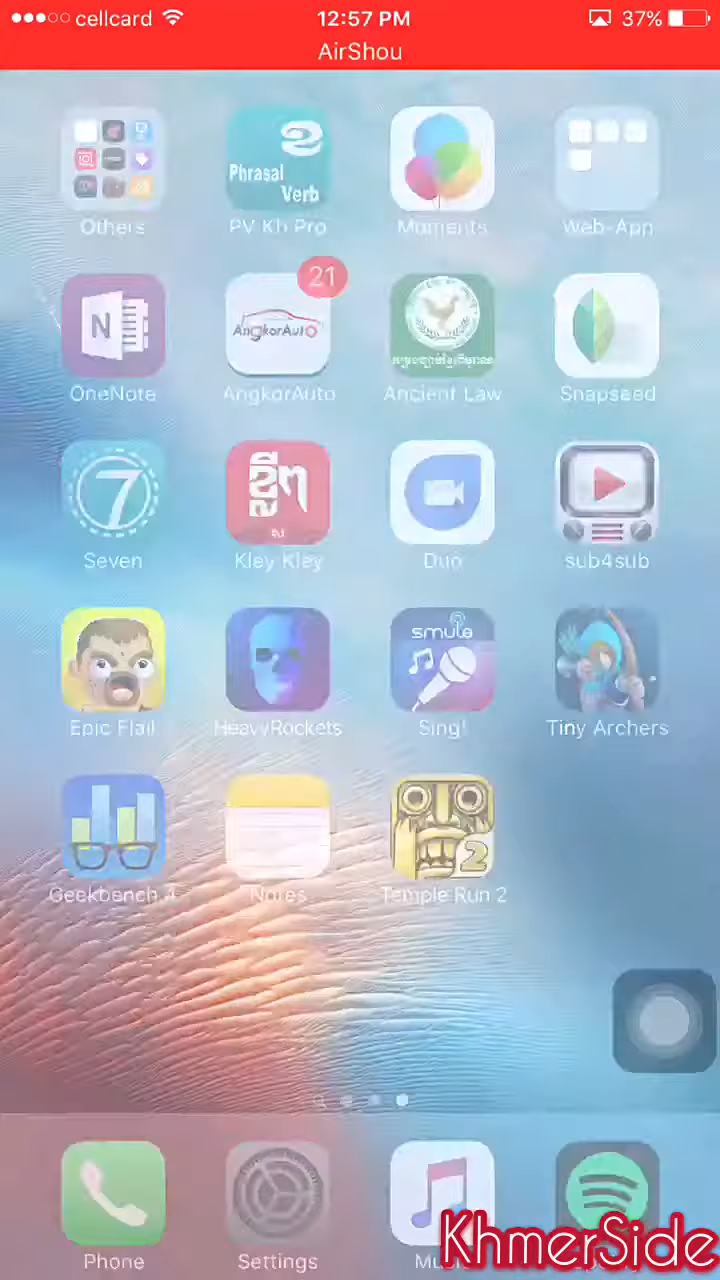 cellcard 12:57 PM 37%
AirShou
Phrasal Verb
Others PV Kh Pro Moments Web-App
21
N AngkorAuto
OneNote AngkorAuto Ancient Law Snapseed
7
Seven Kley Kley Duo sub4sub
smule
Epic Flail HeavyRockets Sing! Tiny Archers
2
Geekbench 4 Notes Temple Run 2
Phone Settings
KhmerSide